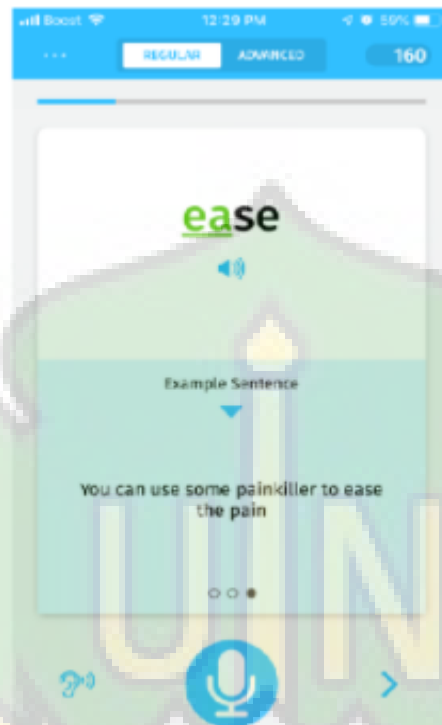 Boost 12:29 PM 59%
REGULAR ADVANCED 160
ease
Example Sentence
You can use some painkiller to ease
the pain
UIN